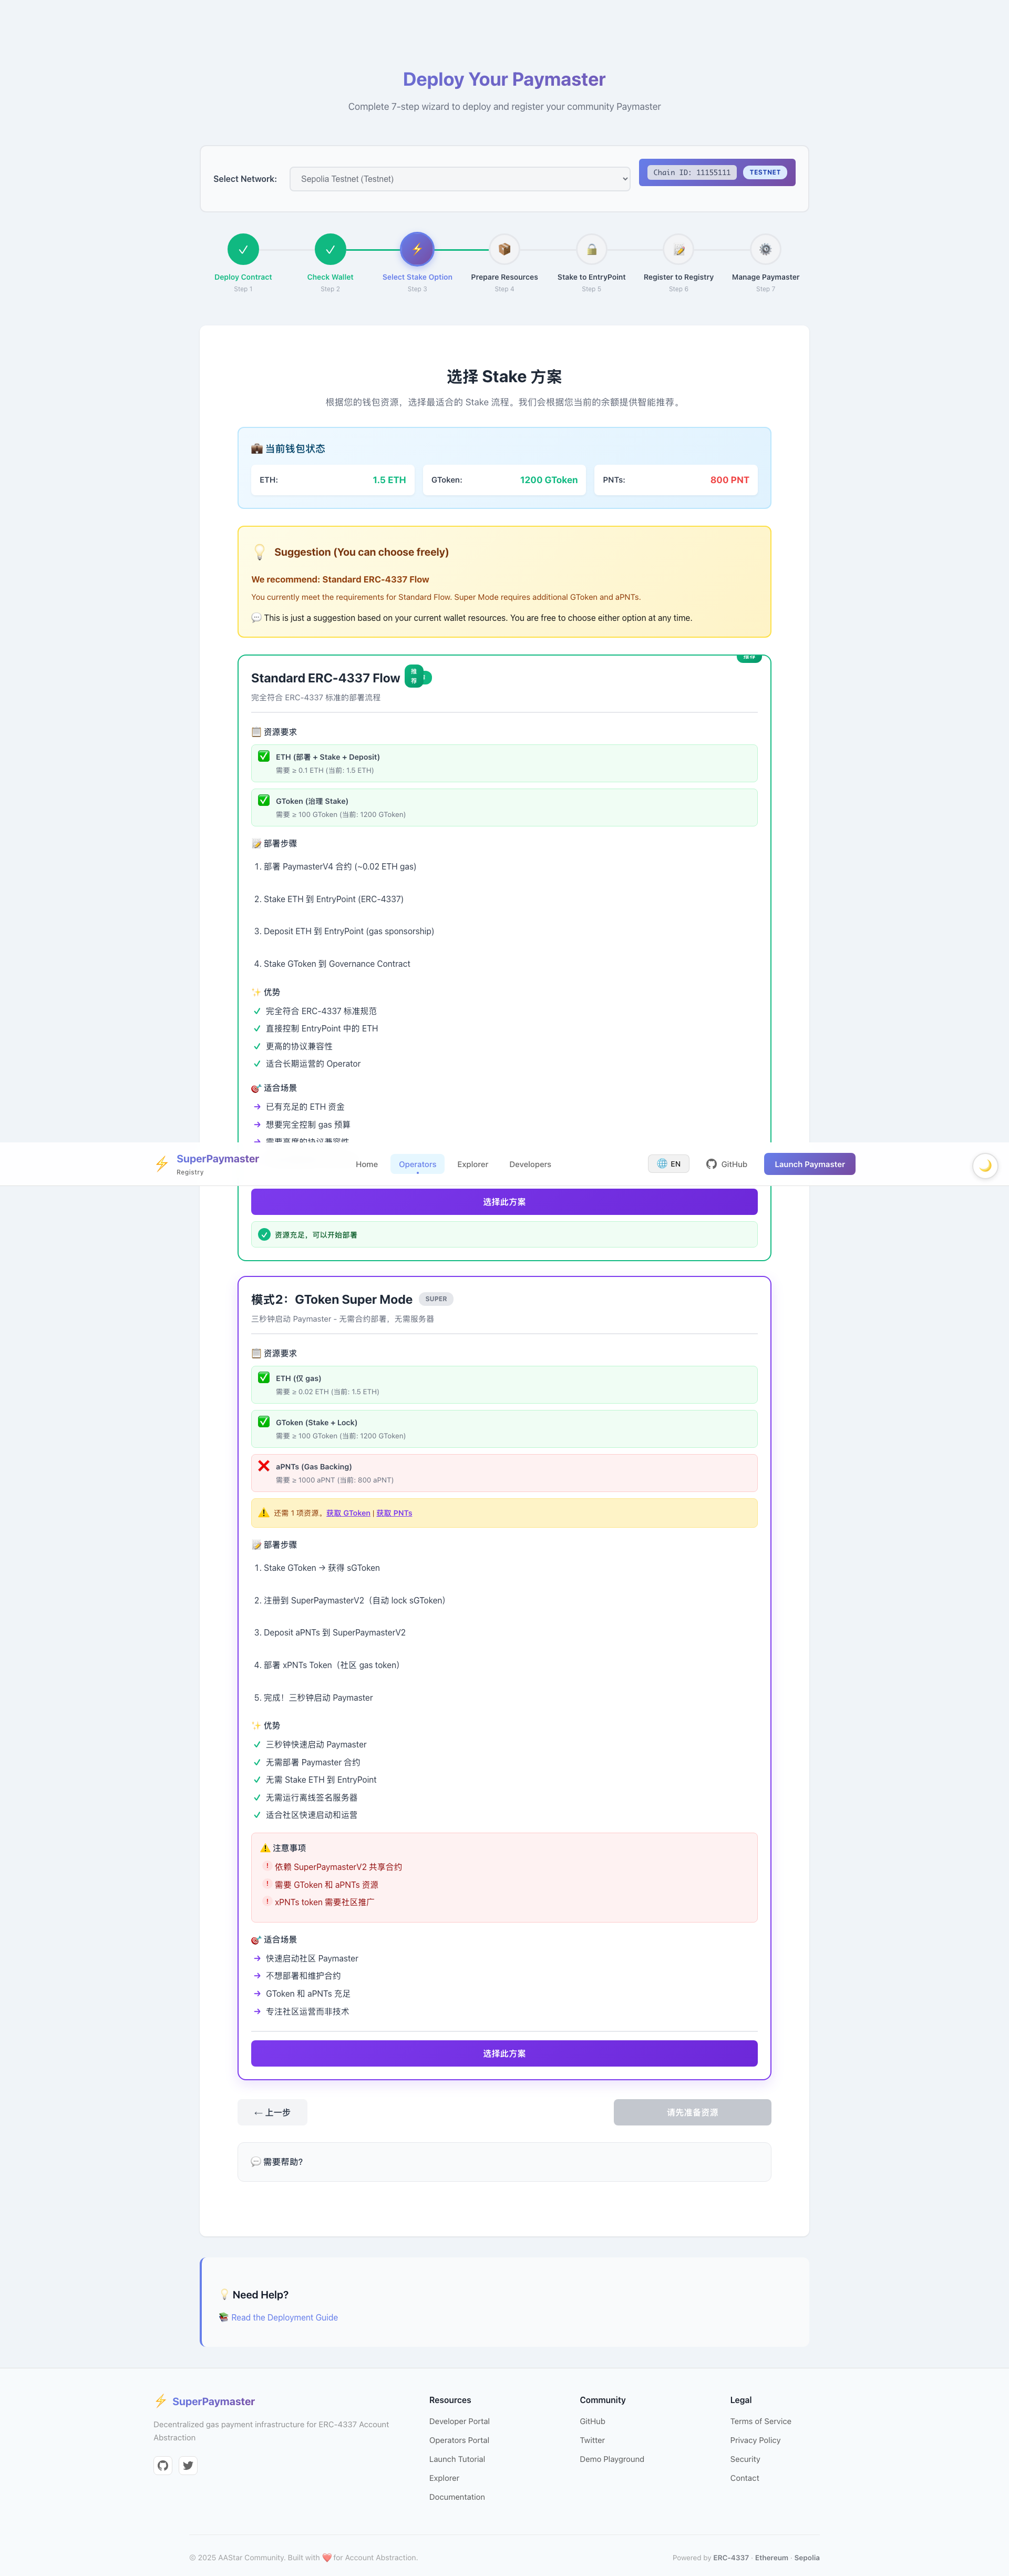 Deploy Your Paymaster
Complete 7-step wizard to deploy and register your community Paymaster
Select Network:
Sepolia Testnet (Testnet)
Chain ID: 11155111
TESTNET
Deploy Contract
Step 1
Check Wallet
Step 2
Select Stake Option
Step 3
Prepare Resources
Step 4
Stake to EntryPoint
Step 5
Register to Registry
Step 6
Manage Paymaster
Step 7
选择 Stake 方案
根据您的钱包资源，选择最适合的 Stake 流程。我们会根据您当前的余额提供智能推荐。
当前钱包状态
ETH:
1.5 ETH
GToken:
1200 GToken
PNTs:
800 PNT
Suggestion (You can choose freely)
We recommend: Standard ERC-4337 Flow
You currently meet the requirements for Standard Flow. Super Mode requires additional GToken and aPNTs.
This is just a suggestion based on your current wallet resources. You are free to choose either option at any time.
Standard ERC-4337 Flow
推荐
完全符合 ERC-4337 标准的部署流程
资源要求
ETH (部署 + Stake + Deposit)
需要 ≥ 0.1 ETH (当前: 1.5 ETH)
GToken (治理 Stake)
需要 ≥ 100 GToken (当前: 1200 GToken)
部署步骤
1. 部署 PaymasterV4 合约 (~0.02 ETH gas)
2. Stake ETH 到 EntryPoint (ERC-4337)
3. Deposit ETH 到 EntryPoint (gas sponsorship)
4. Stake GToken 到 Governance Contract
优势
完全符合 ERC-4337 标准规范
直接控制 EntryPoint 中的 ETH
更高的协议兼容性
适合长期运营的 Operator
适合场景
已有充足的 ETH 资金
想要完全控制 gas 预算
需要高度的协议兼容性
SuperPaymaster
Registry
Home
Operators
Explorer
Developers
EN
GitHub
Launch Paymaster
选择此方案
资源充足，可以开始部署
模式2：GToken Super Mode
SUPER
三秒钟启动 Paymaster - 无需合约部署，无需服务器
资源要求
ETH (仅 gas)
需要 ≥ 0.02 ETH (当前: 1.5 ETH)
GToken (Stake + Lock)
需要 ≥ 100 GToken (当前: 1200 GToken)
aPNTs (Gas Backing)
需要 ≥ 1000 aPNT (当前: 800 aPNT)
还需 1 项资源。获取 GToken | 获取 PNTs
部署步骤
1. Stake GToken → 获得 sGToken
2. 注册到 SuperPaymasterV2（自动 lock sGToken）
3. Deposit aPNTs 到 SuperPaymasterV2
4. 部署 xPNTs Token（社区 gas token）
5. 完成！三秒钟启动 Paymaster
优势
三秒钟快速启动 Paymaster
无需部署 Paymaster 合约
无需 Stake ETH 到 EntryPoint
无需运行离线签名服务器
适合社区快速启动和运营
注意事项
依赖 SuperPaymasterV2 共享合约
需要 GToken 和 aPNTs 资源
xPNTs token 需要社区推广
适合场景
快速启动社区 Paymaster
不想部署和维护合约
GToken 和 aPNTs 充足
专注社区运营而非技术
选择此方案
← 上一步
请先准备资源
需要帮助?
Need Help?
Read the Deployment Guide
SuperPaymaster
Decentralized gas payment infrastructure for ERC-4337 Account
Abstraction
Resources
Developer Portal
Operators Portal
Launch Tutorial
Explorer
Documentation
Community
GitHub
Twitter
Demo Playground
Legal
Terms of Service
Privacy Policy
Security
Contact
© 2025 AAStar Community. Built with ❤️ for Account Abstraction.
Powered by ERC-4337 · Ethereum · Sepolia